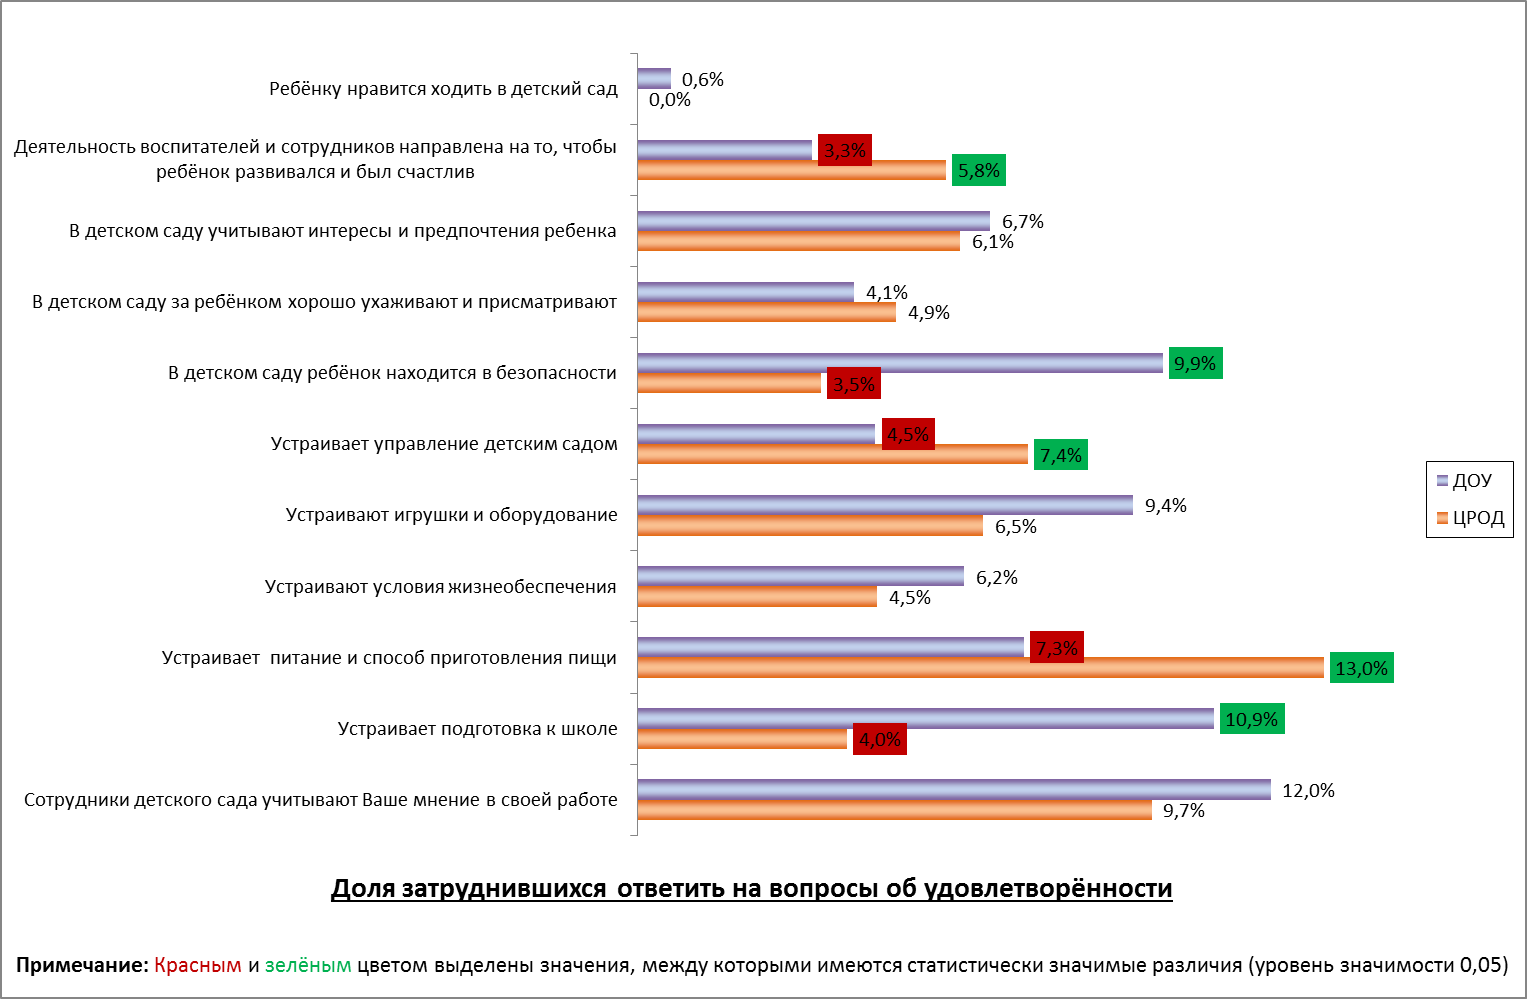 Ребёнку нравится ходить в детский сад
0,6%
0,0%
Деятельность воспитателей и сотрудников направлена на то, чтобы
ребёнок развивался и был счастлив
3,3%
5,8%
В детском саду учитывают интересы и предпочтения ребенка
6,7%
6,1%
В детском саду за ребёнком хорошо ухаживают и присматривают
4,1%
4,9%
В детском саду ребёнок находится в безопасности
9,9%
3,5%
Устраивает управление детским садом
4,5%
7,4%
Устраивают игрушки и оборудование
9,4%
6,5%
Устраивают условия жизнеобеспечения
6,2%
4,5%
Устраивает питание и способ приготовления пищи
7,3%
13,0%
Устраивает подготовка к школе
10,9%
4,0%
Сотрудники детского сада учитывают Ваше мнение в своей работе
12,0%
9,7%
ДОУ
ЦРОД
Доля затруднившихся ответить на вопросы об удовлетворённости
Примечание: Красным и зелёным цветом выделены значения, между которыми имеются статистически значимые различия (уровень значимости 0,05)